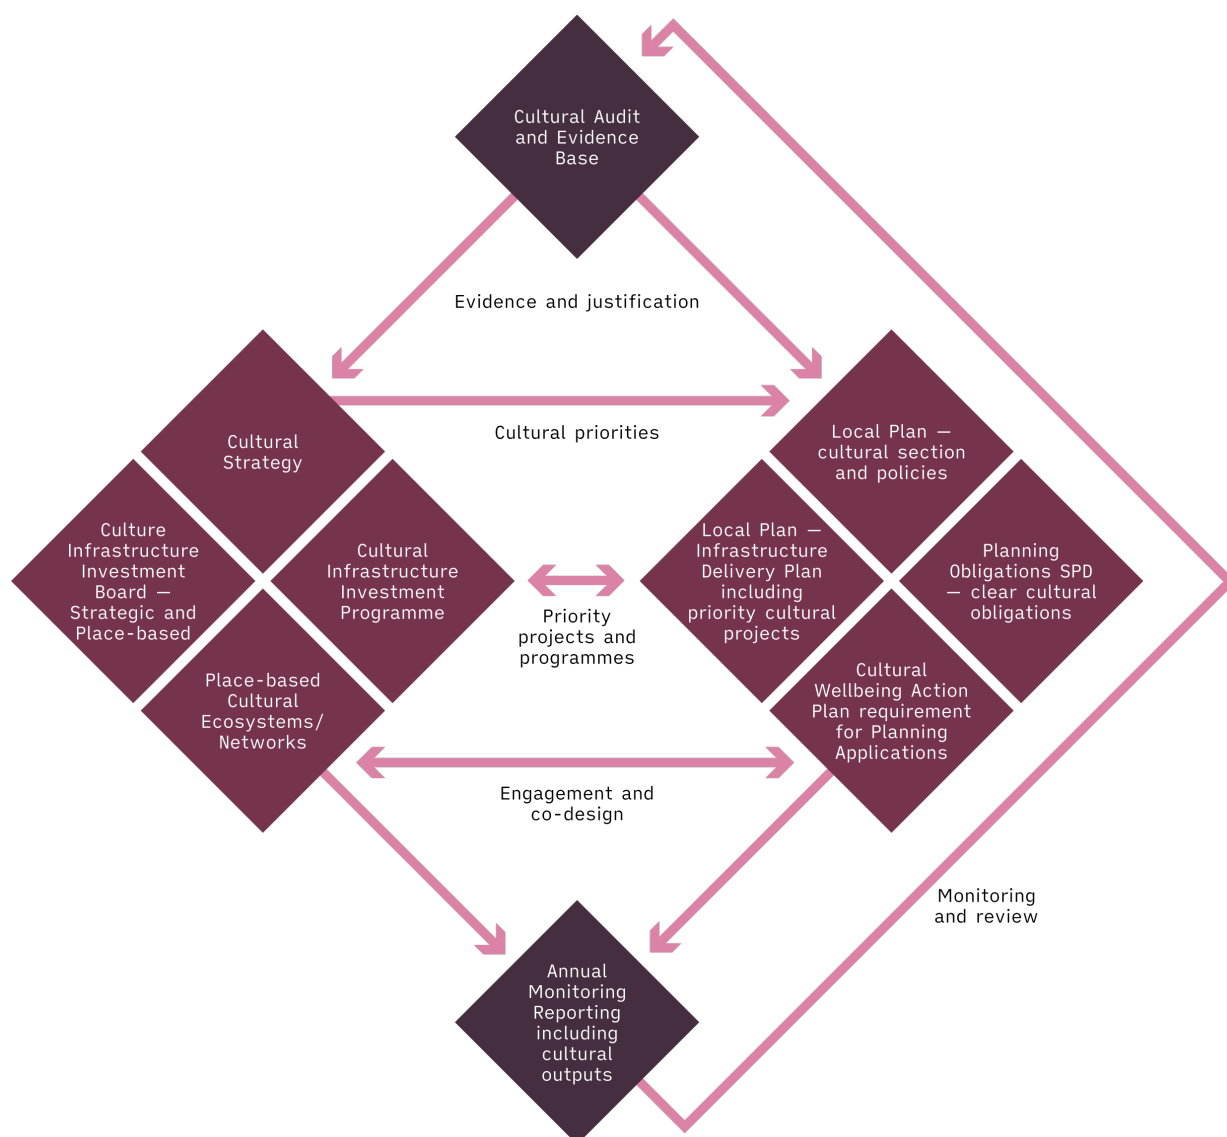 Cultural Audit
and Evidence
Base
Evidence and justification
Cultural priorities
Cultural
Strategy
Culture
Infrastructure
Investment
Board —
Strategic and
Place-based
Cultural
Infrastructure
Investment
Programme
Place-based
Cultural
Ecosystems/
Networks
Priority
projects and
programmes
Local Plan —
cultural section
and policies
Local Plan —
Infrastructure
Delivery Plan
including
priority cultural
projects
Planning
Obligations SPD
— clear cultural
obligations
Cultural
Wellbeing Action
Plan requirement
for Planning
Applications
Engagement and
co-design
Monitoring
and review
Annual
Monitoring
Reporting
including
cultural
outputs